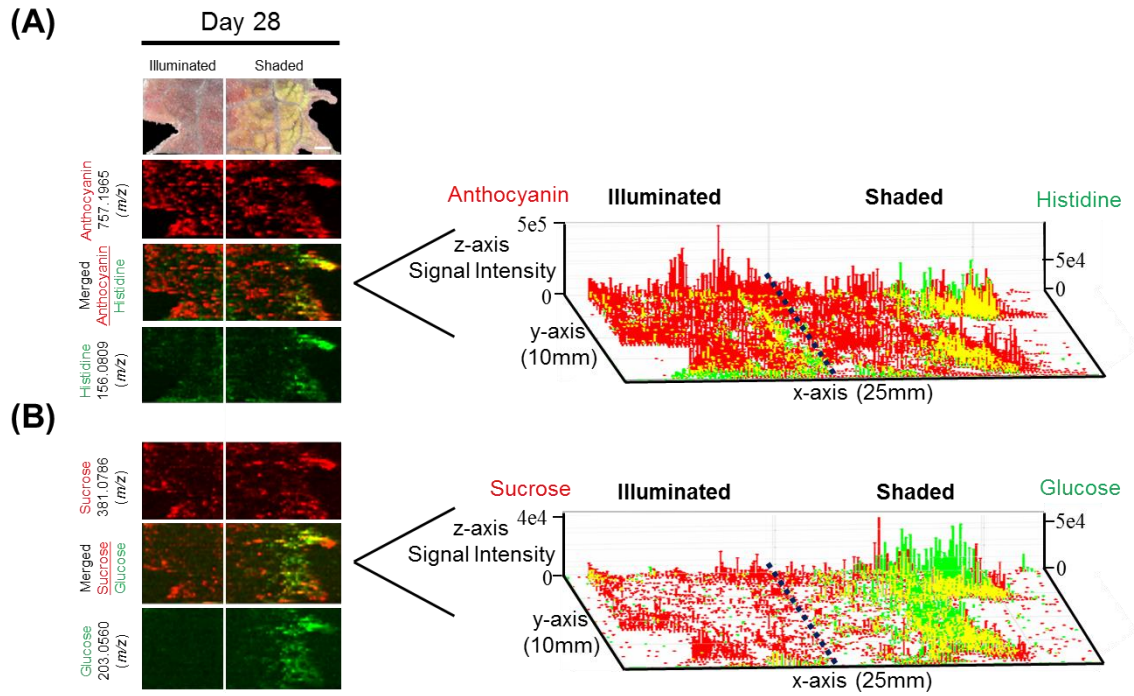 (A)
Day 28
Illuminated
Shaded
Anthocyanin
757.1965
(m/z)
Merged
Anthocyanin
Histidine
Histidine
156.0809
(m/z)
Anthocyanin
Illuminated
Shaded
Histidine
5e5
z-axis
Signal Intensity
0
5e4
0
y-axis
(10mm)
x-axis (25mm)
(B)
Sucrose
381.0786
(m/z)
Merged
Sucrose
Glucose
Glucose
203.0560
(m/z)
Sucrose
Illuminated
Shaded
Glucose
4e4
z-axis
Signal Intensity
0
5e4
0
y-axis
(10mm)
x-axis (25mm)